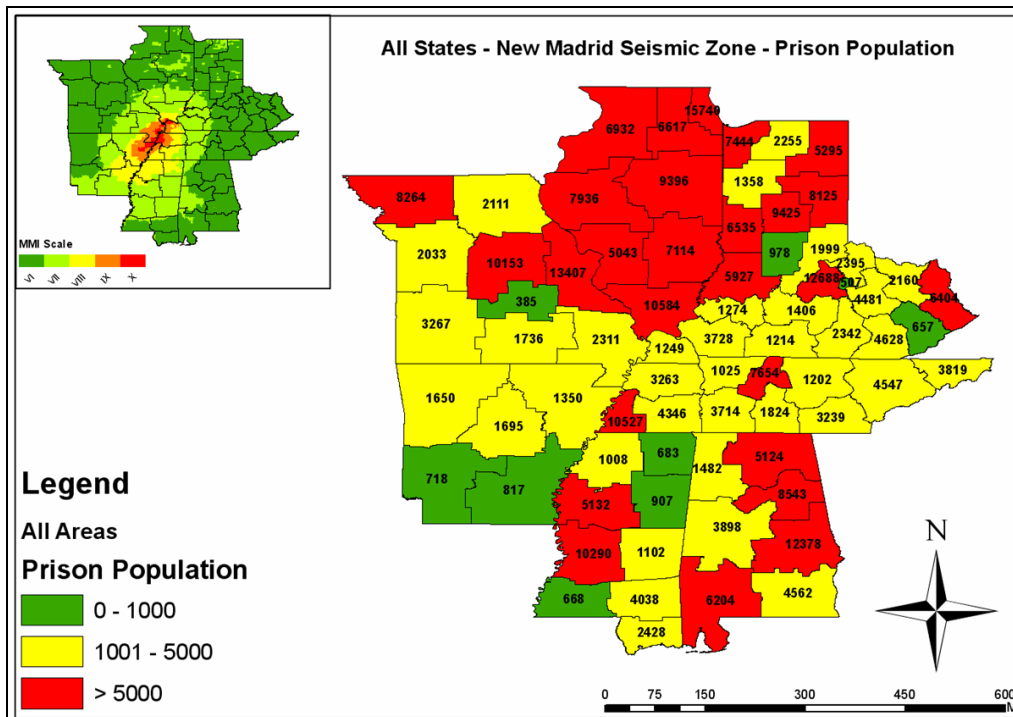 All States - New Madrid Seismic Zone - Prison Population
MMI Scale
VI VII VIII IX X
15740
6932 6617
7444 2255
5295
9396 1358
8264 2111 7936 8125
9425
6535
2033 5043 7114 978 1999
10153 13407 2395
5927 12688 507 2160
385 10584 4481 6404
3267 1274 1406 657
1736 2311 3728 1214 2342 4628
1249
3263 1025 7654 1202 4547 3819
1650 1350
10527 4346 3714 1824 3239
1695
1008 683 1482 5124
718 817
5132 907 8543
3898
10290 1102 12378
668 4038 6204 4562
2428
Legend
All Areas
Prison Population
0 - 1000
1001 - 5000
> 5000
N
0 75 150 300 450 600
M